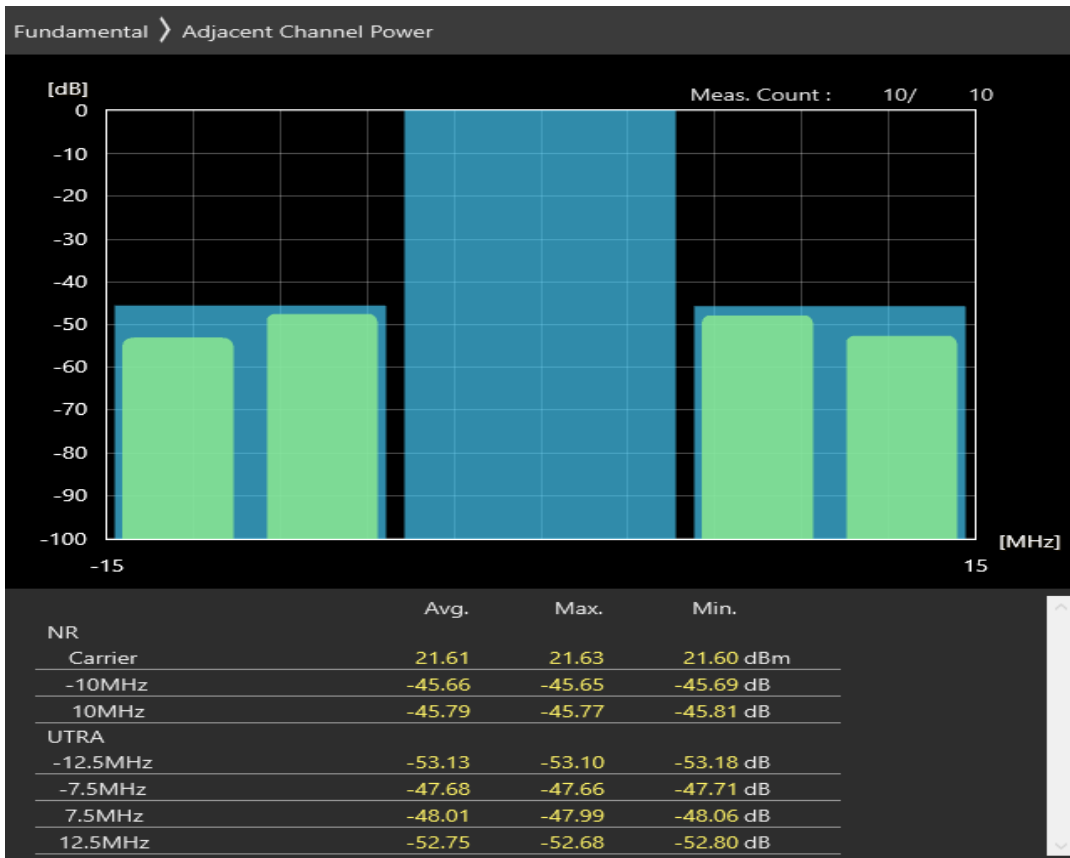 Fundamental 〉 Adjacent Channel Power
[dB]
Meas. Count : 10/ 10
0
-10
-20
-30
-40
-50
-60
-70
-80
-90
-100
[MHz]
-15 15
Avg. Max. Min.
NR
Carrier 21.61 21.63 21.60 dBm
-10MHz -45.66 -45.65 -45.69 dB
10MHz -45.79 -45.77 -45.81 dB
UTRA
-12.5MHz -53.13 -53.10 -53.18 dB
-7.5MHz -47.68 -47.66 -47.71 dB
7.5MHz -48.01 -47.99 -48.06 dB
12.5MHz -52.75 -52.68 -52.80 dB